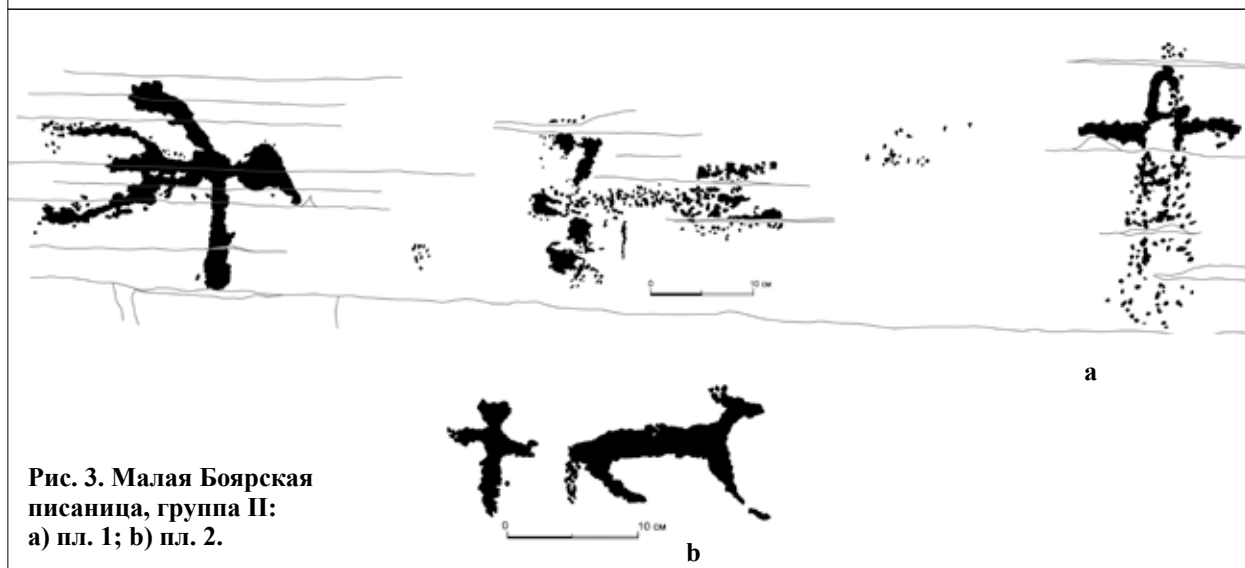 0 10 см
a
Рис. 3. Малая Боярская
писаница, группа II:
a) пл. 1; b) пл. 2.
0 10 см
b